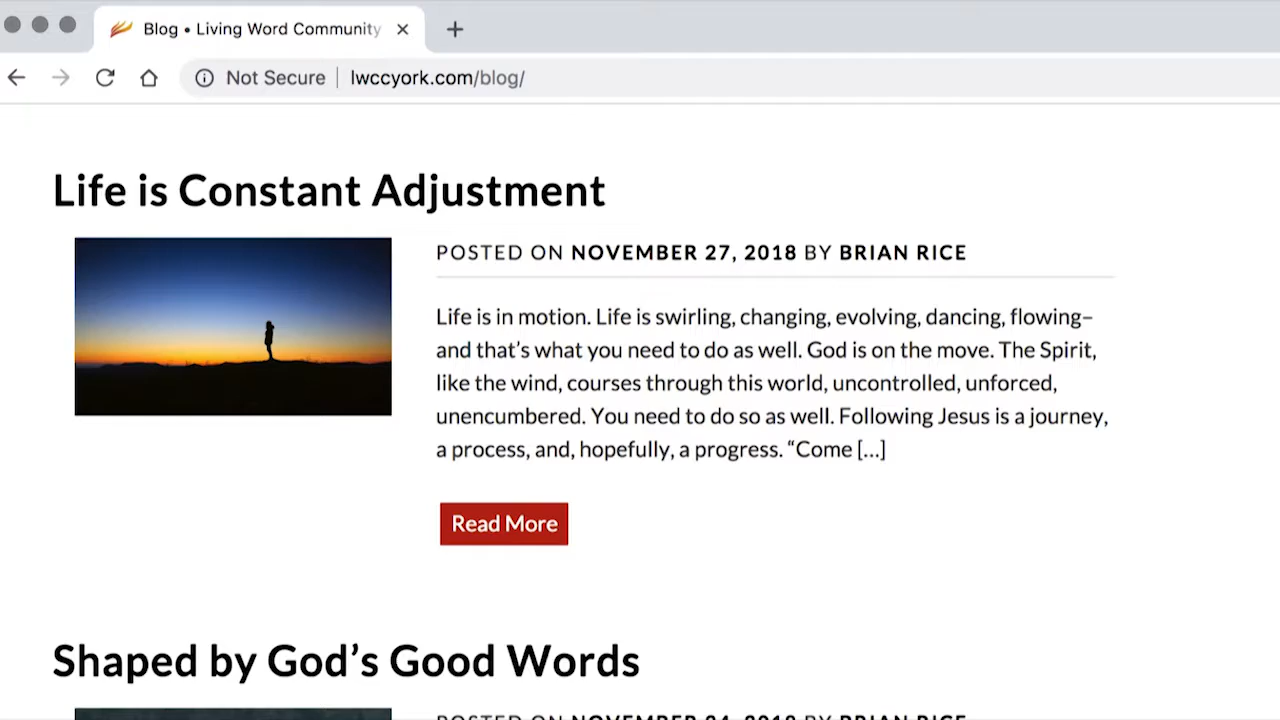 Blog • Living Word Community
Not Secure | lwccyork.com/blog/
Life is Constant Adjustment
POSTED ON NOVEMBER 27, 2018 BY BRIAN RICE
Life is in motion. Life is swirling, changing, evolving, dancing, flowing–
and that’s what you need to do as well. God is on the move. The Spirit,
like the wind, courses through this world, uncontrolled, unforced,
unencumbered. You need to do so as well. Following Jesus is a journey,
a process, and, hopefully, a progress. “Come [...]
Read More
Shaped by God’s Good Words
POSTED ON NOVEMBER 24, 2018 BY BRIAN RICE